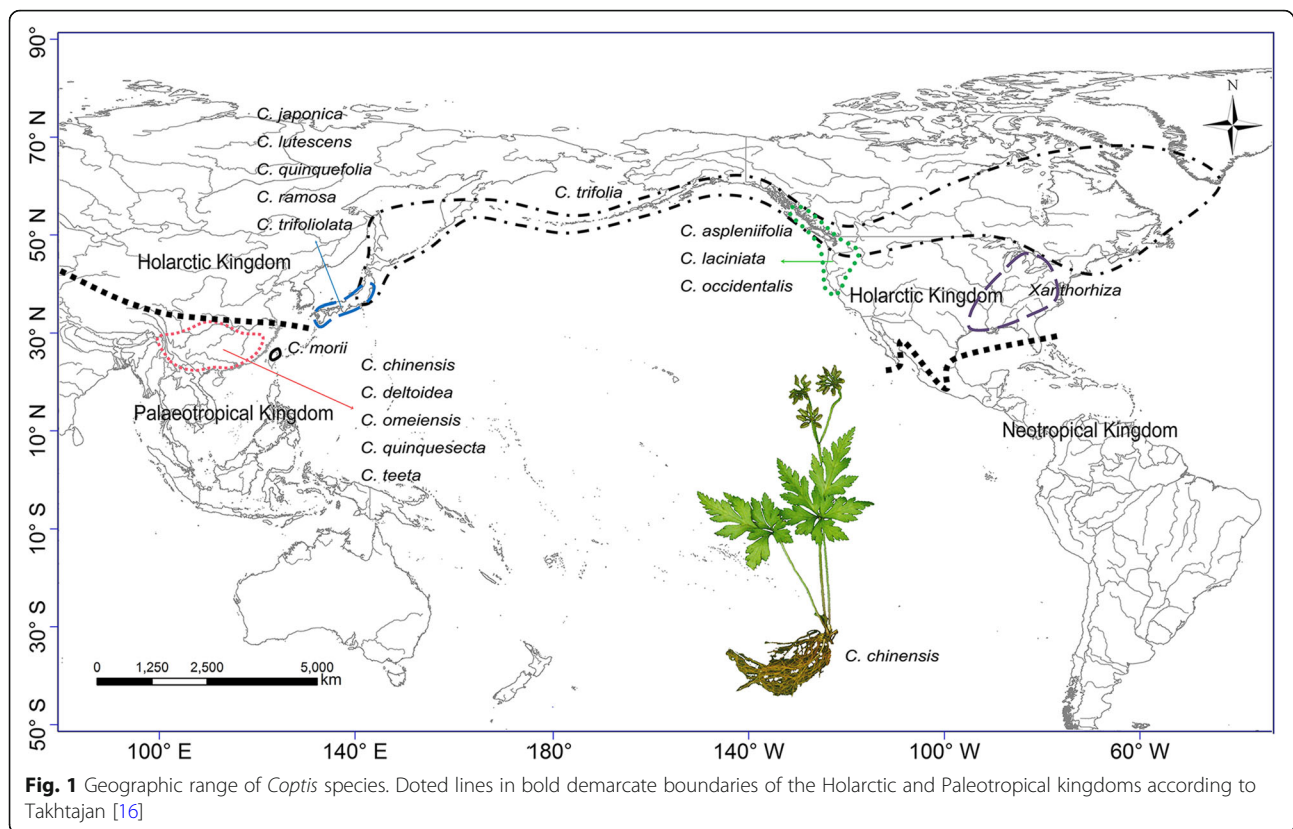 90° N
70° N
50° N
30° N
10° N
10° S
30° S
50° S
N
C. japonica
C. lutescens
C. quinquefolia
C. ramosa
C. trifoliolata
C. trifolia
C. aspleniifolia
C. laciniata
C. occidentalis
Holarctic Kingdom
Holarctic Kingdom
Xanthorhiza
C. morii
C. chinensis
C. deltoidea
C. omeiensis
C. quinquesecta
C. teeta
Palaeotropical Kingdom
Neotropical Kingdom
C. chinensis
0 1,250 2,500 5,000
km
100° E 140° E 180° 140° W 100° W 60° W
Fig. 1 Geographic range of Coptis species. Doted lines in bold demarcate boundaries of the Holarctic and Paleotropical kingdoms according to
Takhtajan [16]